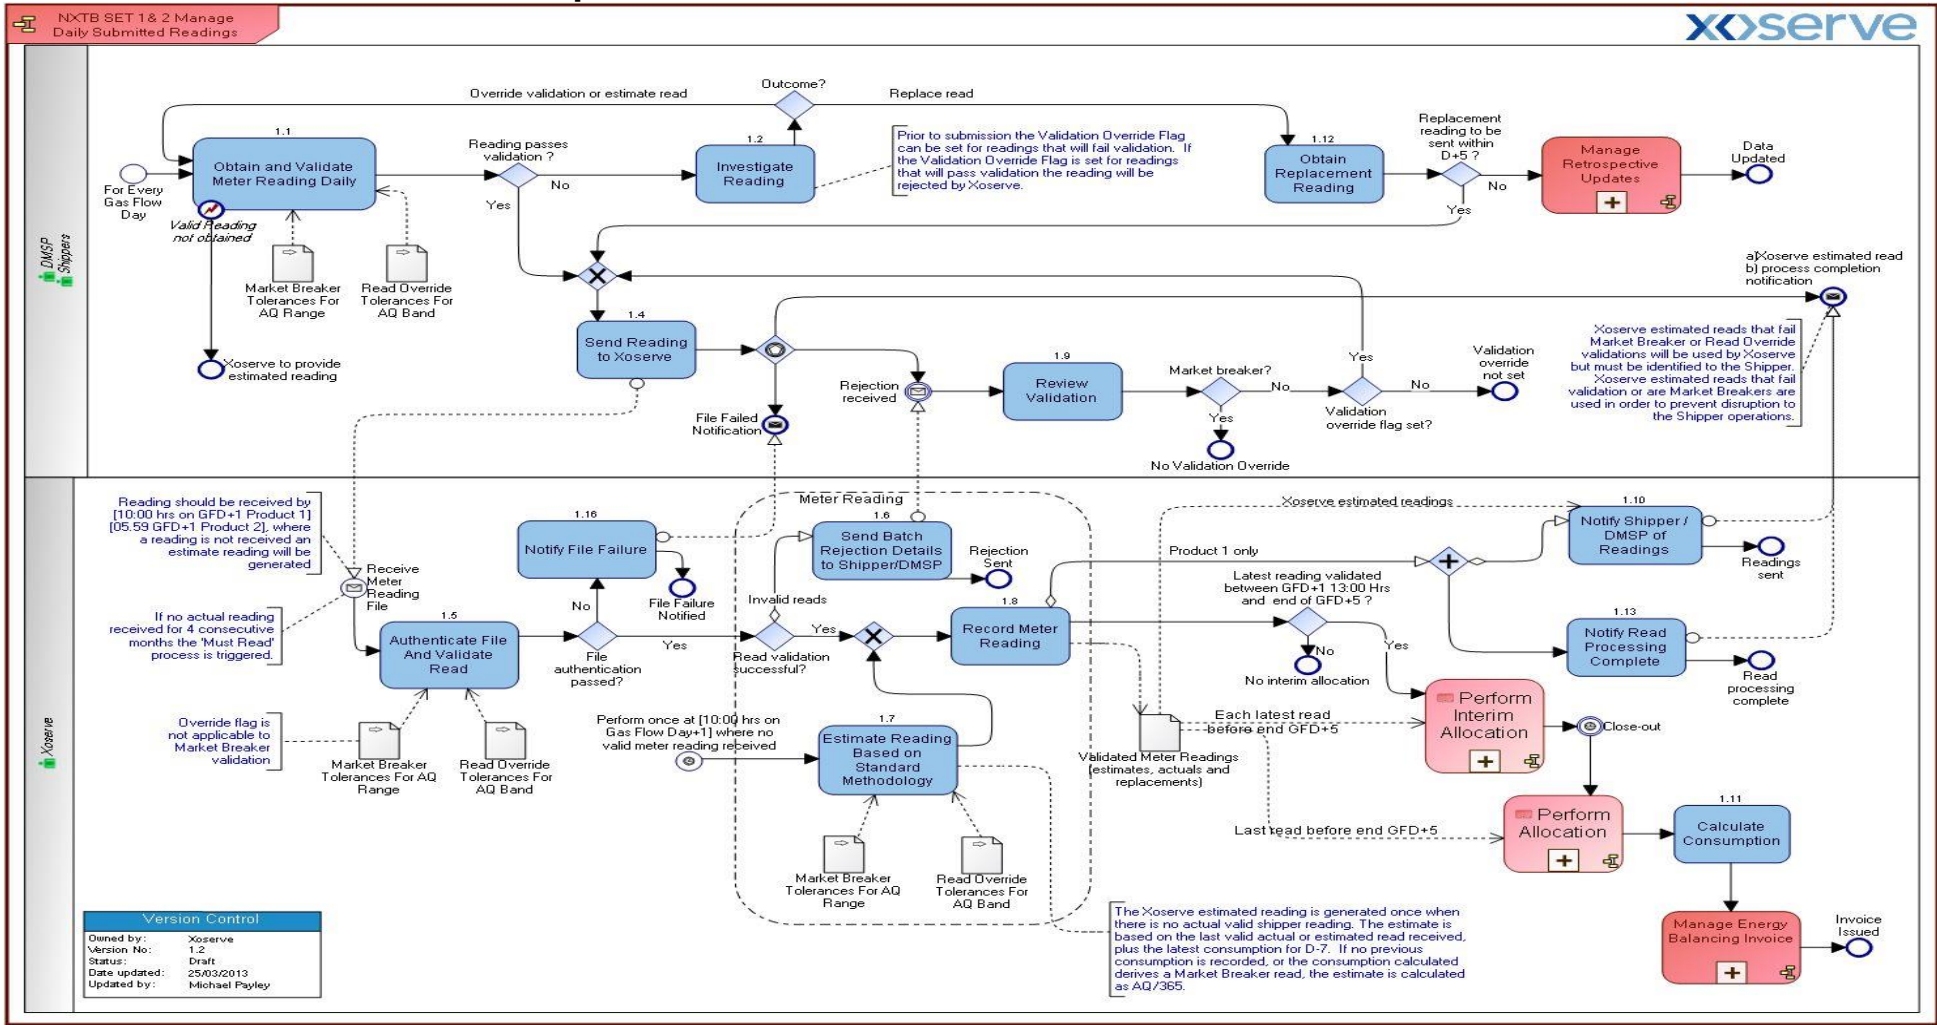 NXTB SET 1& 2 Manage
Daily Submitted Readings
xoserve
DMSP
Shippers
For Every
Gas Flow
Day
1.1
Obtain and Validate
Meter Reading Daily
Valid Reading
not obtained
Xoserve to provide
estimated reading
Market Breaker
Tolerances For
AQ Range
Read Override
Tolerances For
AQ Band
Override validation or estimate read
Reading passes
validation ?
No
Yes
1.2
Investigate
Reading
Outcome?
Replace read
Prior to submission the Validation Override Flag
can be set for readings that will fail validation. If
the Validation Override Flag is set for readings
that will pass validation the reading will be
rejected by Xoserve.
1.12
Obtain
Replacement
Reading
Replacement
reading to be
sent within
D+5 ?
No
Yes
Manage
Retrospective
Updates
Data
Updated
1.4
Send Reading
to Xoserve
File Failed
Notification
Rejection
received
1.9
Review
Validation
Market breaker?
No
Yes
No Validation Override
Yes
No
Validation
override flag set?
Validation
override
not set
a)Xoserve estimated read
b) process completion
notification
Xoserve estimated reads that fail
Market Breaker or Read Override
validations will be used by Xoserve
but must be identified to the Shipper.
Xoserve estimated reads that fail
validation or are Market Breakers are
used in order to prevent disruption to
the Shipper operations.
Xoserve
Reading should be received by
[10:00 hrs on GFD+1 Product 1]
[05.59 GFD+1 Product 2], where
a reading is not received an
estimate reading will be
generated
Receive
Meter
Reading
File
If no actual reading
received for 4 consecutive
months the 'Must Read'
process is triggered.
Override flag is
not applicable to
Market Breaker
validation
1.5
Authenticate File
And Validate
Read
Market Breaker
Tolerances For AQ
Range
Read Override
Tolerances For
AQ Band
1.16
Notify File Failure
File Failure
Notified
No
Yes
File
authentication
passed?
Meter Reading
1.6
Send Batch
Rejection Details
to Shipper/DMSP
Rejection
Sent
Invalid reads
Yes
Read validation
successful?
1.8
Record Meter
Reading
Perform once at [10:00 hrs on
Gas Flow Day+1] where no
valid meter reading received
1.7
Estimate Reading
Based on
Standard
Methodology
Market Breaker
Tolerances For AQ
Range
Read Override
Tolerances For
AQ Band
Product 1 only
Xoserve estimated readings
Latest reading validated
between GFD+1 13:00 Hrs
and end of GFD+5 ?
No
Yes
No interim allocation
1.10
Notify Shipper /
DMSP of
Readings
Readings
sent
1.13
Notify Read
Processing
Complete
Read
processing
complete
Validated Meter Readings
(estimates, actuals and
replacements)
Each latest read
before end GFD+5
Last read before end GFD+5
Perform
Interim
Allocation
Close-out
Perform
Allocation
1.11
Calculate
Consumption
Manage Energy
Balancing Invoice
Invoice
Issued
The Xoserve estimated reading is generated once when
there is no actual valid shipper reading. The estimate is
based on the last valid actual or estimated read received,
plus the latest consumption for D-7. If no previous
consumption is recorded, or the consumption calculated
derives a Market Breaker read, the estimate is calculated
as AQ/365.
Version Control
Owned by: Xoserve
Version No: 1.2
Status: Draft
Date updated: 25/03/2013
Updated by: Michael Payley